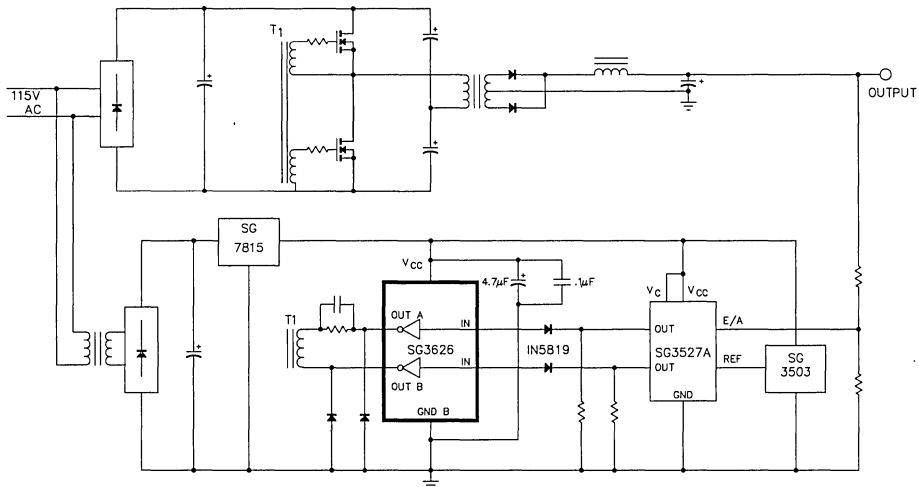 T1
115V
AC
OUTPUT
SG
7815
VCC
4.7µF
.1µF
VC
VCC
T1
OUT A
IN
OUT
E/A
SG3626
IN5819
SG3527A
OUT B
IN
OUT
REF
SG
3503
GND B
GND